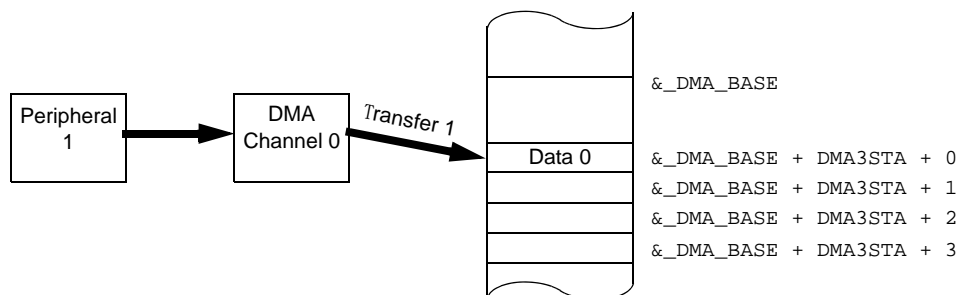 &_DMA_BASE
Peripheral
1
DMA
Channel 0
Transfer 1
Data 0
&_DMA_BASE + DMA3STA + 0
&_DMA_BASE + DMA3STA + 1
&_DMA_BASE + DMA3STA + 2
&_DMA_BASE + DMA3STA + 3